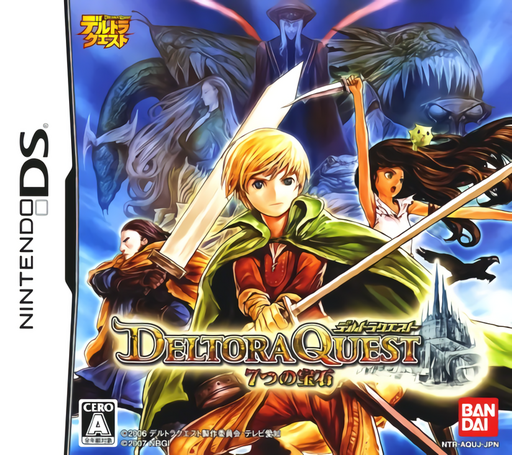 デルトラ
クエスト
NINTENDO DS
デルトラクエスト
DELTORA QUEST
7つの宝石
CERO
A
全年齢対象
©2006 デルトラクエスト製作委員会 テレビ愛知
©2007 NBGI
BAN
DAI
NTR-AQUJ-JPN